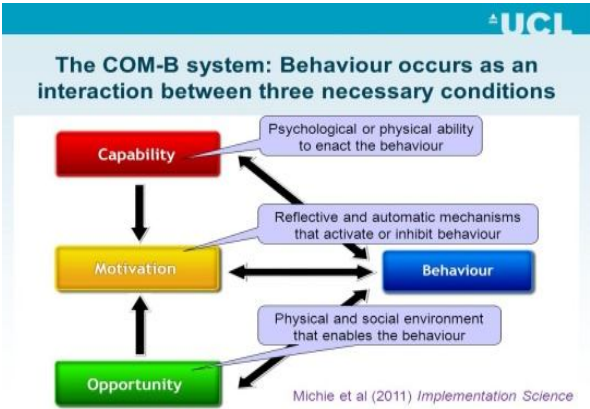 UCL
The COM-B system: Behaviour occurs as an
interaction between three necessary conditions
Capability
Psychological or physical ability
to enact the behaviour
Motivation
Reflective and automatic mechanisms
that activate or inhibit behaviour
Behaviour
Physical and social environment
that enables the behaviour
Opportunity
Michie et al (2011) Implementation Science